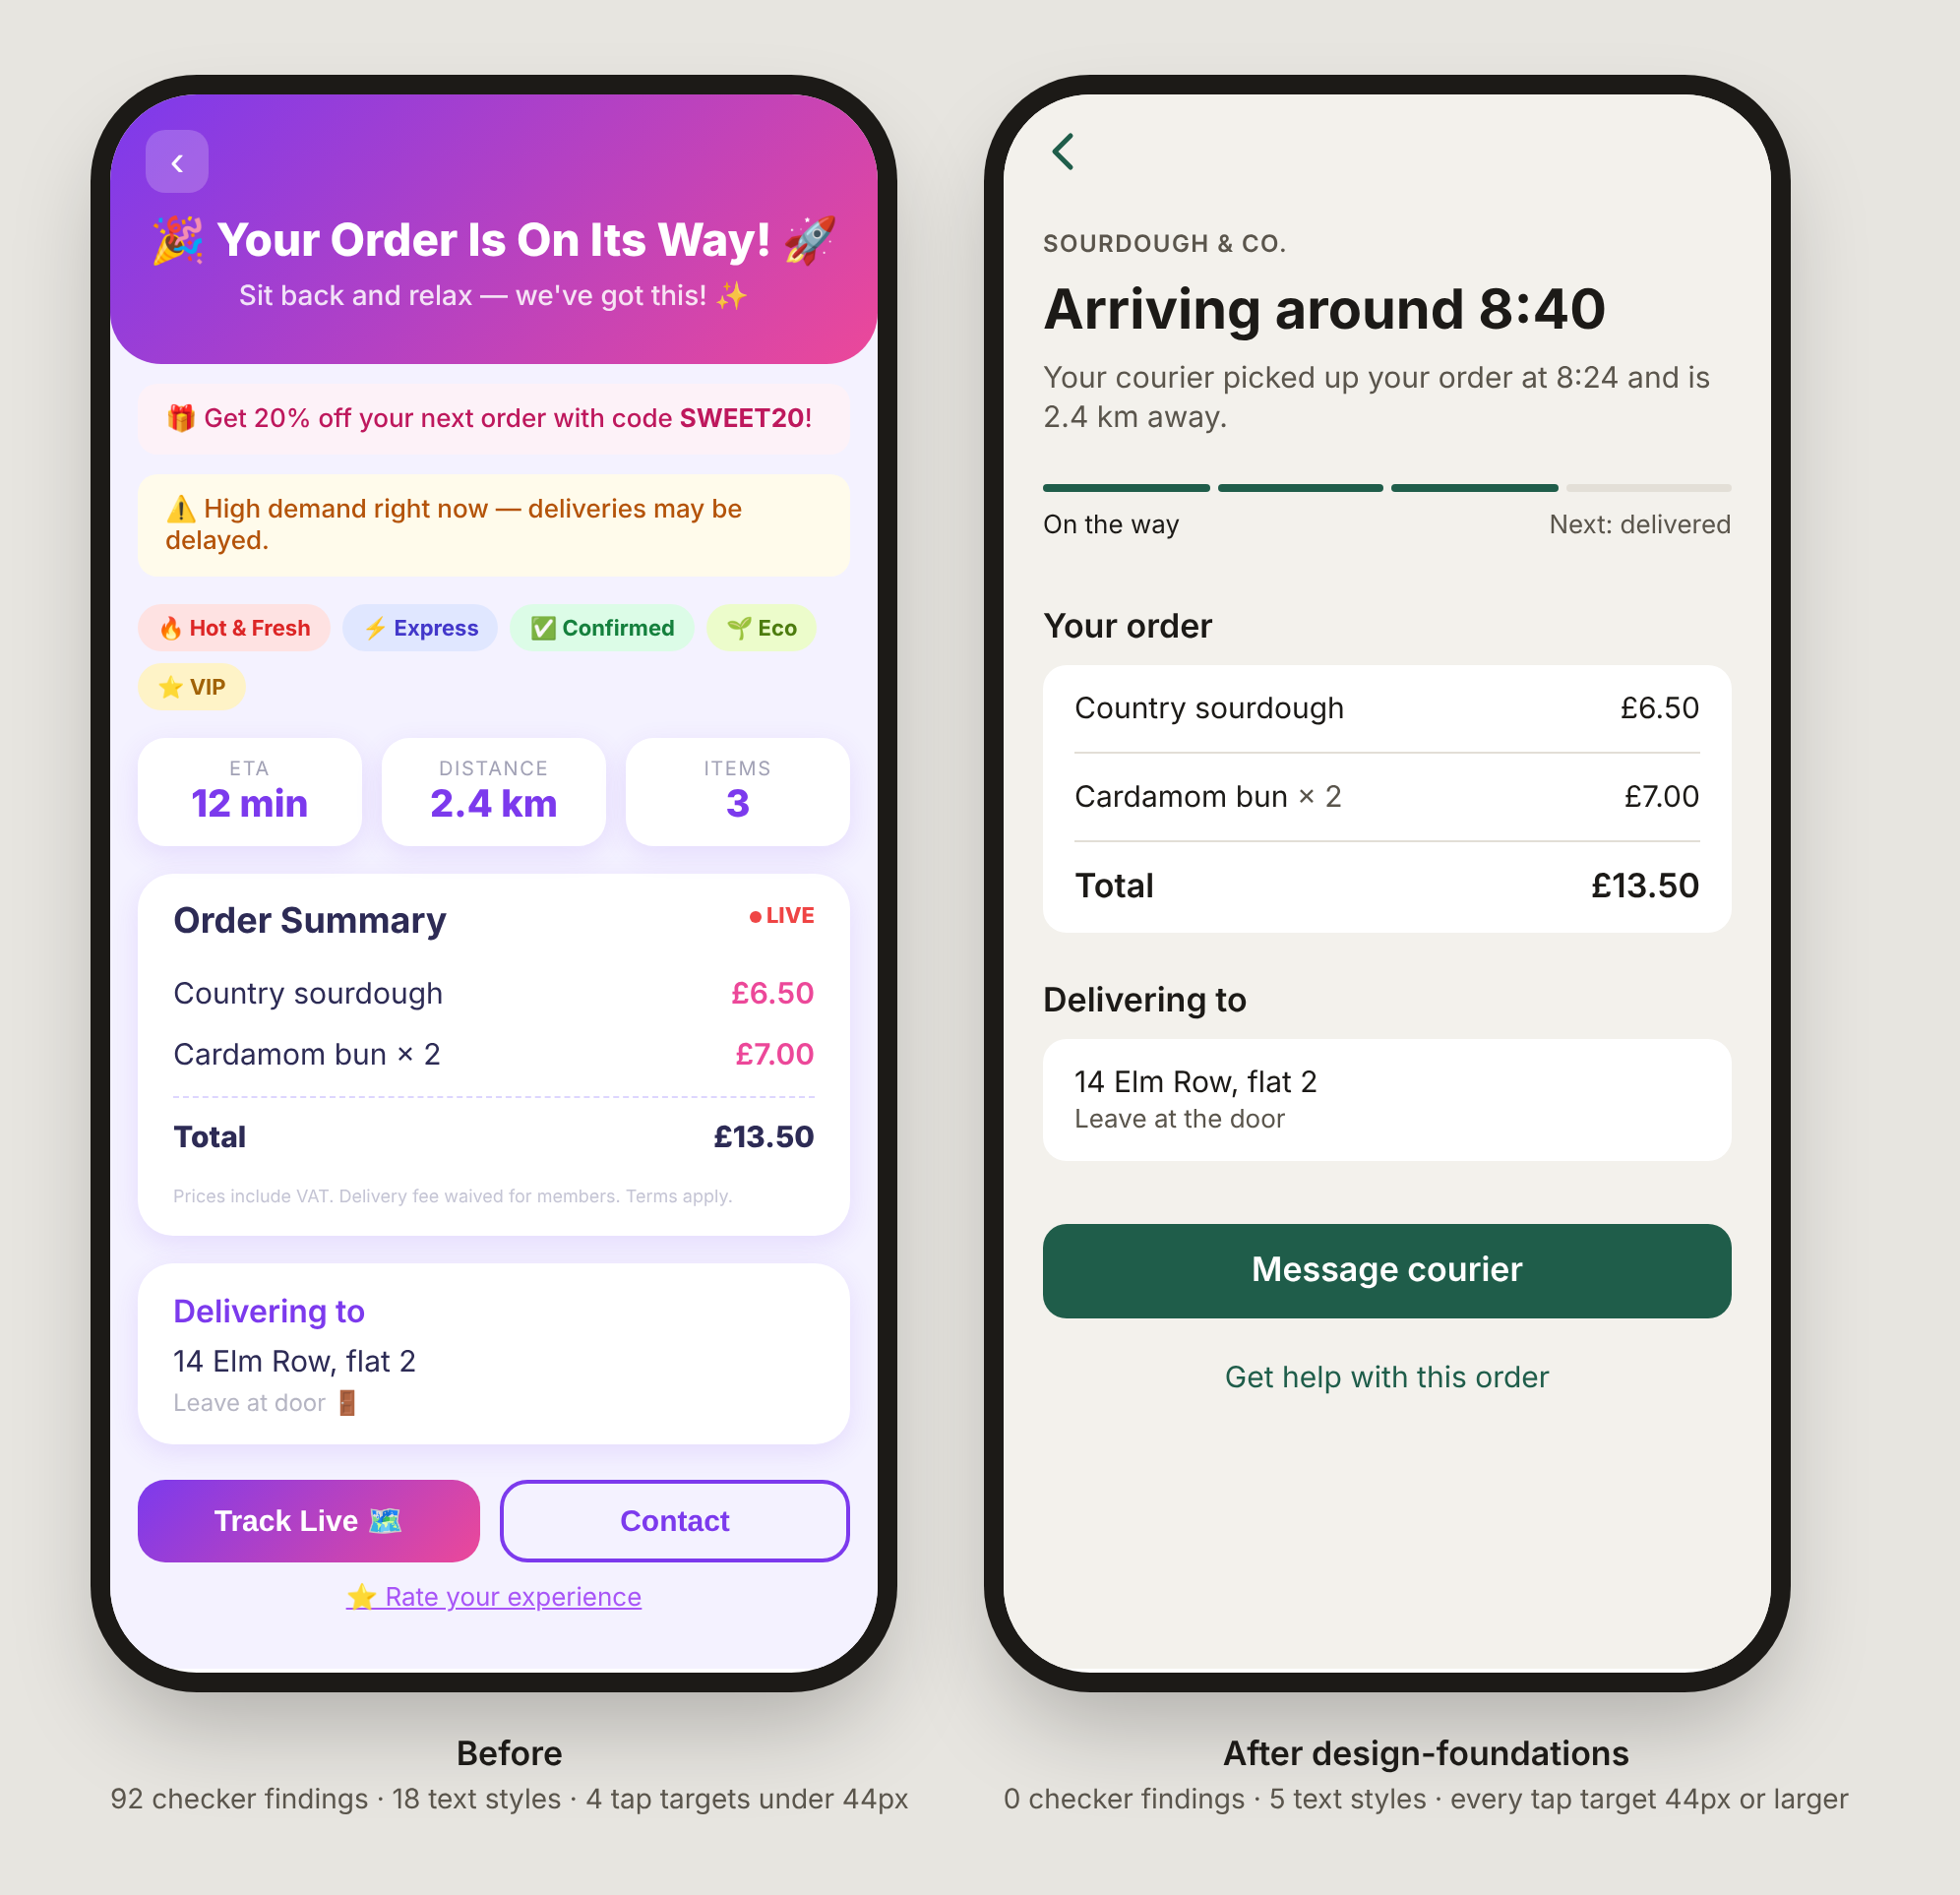 ‹
🎉 Your Order Is On Its Way! 🚀
Sit back and relax — we've got this! ✨
🎁 Get 20% off your next order with code SWEET20!
⚠️ High demand right now — deliveries may be
delayed.
🔥 Hot & Fresh
⚡ Express
✅ Confirmed
🌱 Eco
⭐ VIP
ETA
12 min
DISTANCE
2.4 km
ITEMS
3
Order Summary
● LIVE
Country sourdough £6.50
Cardamom bun × 2 £7.00
Total £13.50
Prices include VAT. Delivery fee waived for members. Terms apply.
Delivering to
14 Elm Row, flat 2
Leave at door 🚪
Track Live 🗺️
Contact
⭐ Rate your experience
Before
92 checker findings · 18 text styles · 4 tap targets under 44px
SOURDOUGH & CO.
Arriving around 8:40
Your courier picked up your order at 8:24 and is
2.4 km away.
On the way
Next: delivered
Your order
Country sourdough £6.50
Cardamom bun × 2 £7.00
Total £13.50
Delivering to
14 Elm Row, flat 2
Leave at the door
Message courier
Get help with this order
After design-foundations
0 checker findings · 5 text styles · every tap target 44px or larger